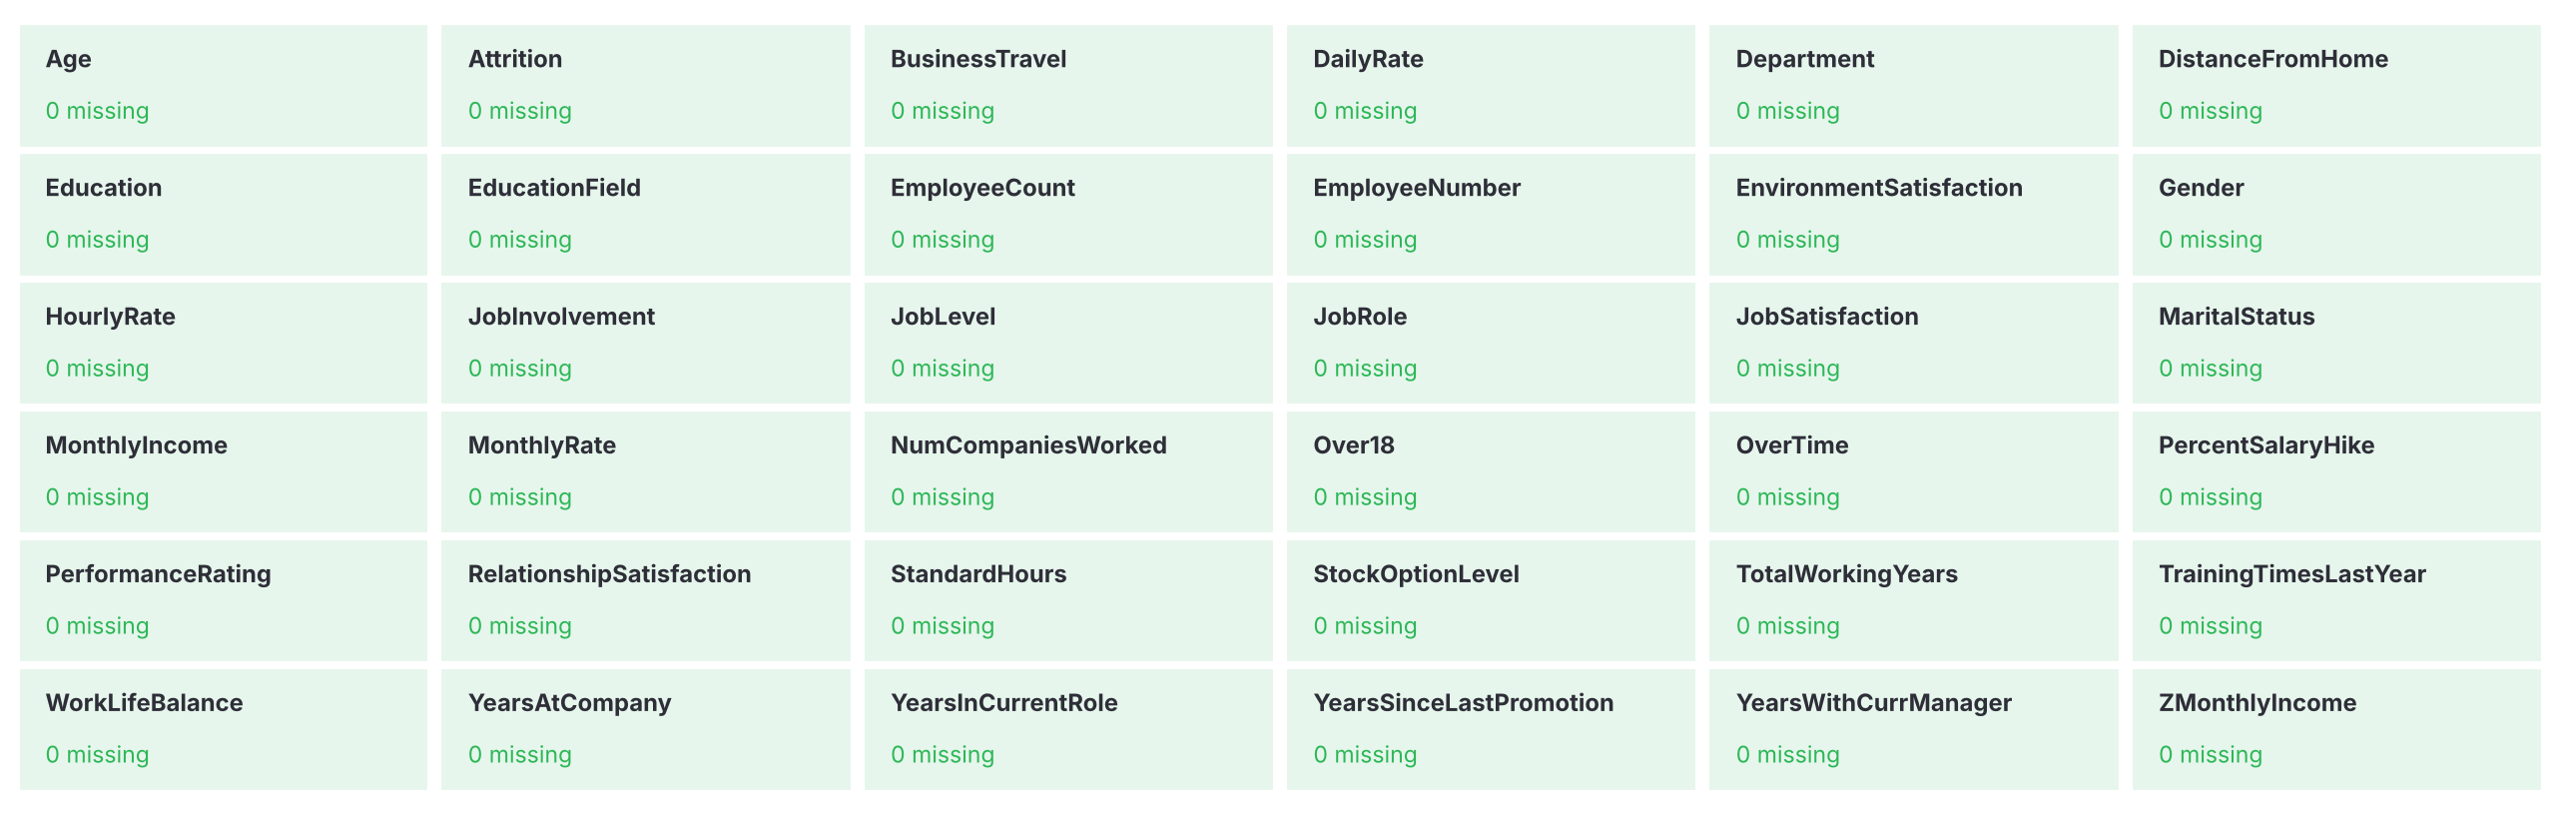 Age
0 missing
Attrition
0 missing
BusinessTravel
0 missing
DailyRate
0 missing
Department
0 missing
DistanceFromHome
0 missing
Education
0 missing
EducationField
0 missing
EmployeeCount
0 missing
EmployeeNumber
0 missing
EnvironmentSatisfaction
0 missing
Gender
0 missing
HourlyRate
0 missing
JobInvolvement
0 missing
JobLevel
0 missing
JobRole
0 missing
JobSatisfaction
0 missing
MaritalStatus
0 missing
MonthlyIncome
0 missing
MonthlyRate
0 missing
NumCompaniesWorked
0 missing
Over18
0 missing
OverTime
0 missing
PercentSalaryHike
0 missing
PerformanceRating
0 missing
RelationshipSatisfaction
0 missing
StandardHours
0 missing
StockOptionLevel
0 missing
TotalWorkingYears
0 missing
TrainingTimesLastYear
0 missing
WorkLifeBalance
0 missing
YearsAtCompany
0 missing
YearsInCurrentRole
0 missing
YearsSinceLastPromotion
0 missing
YearsWithCurrManager
0 missing
ZMonthlyIncome
0 missing